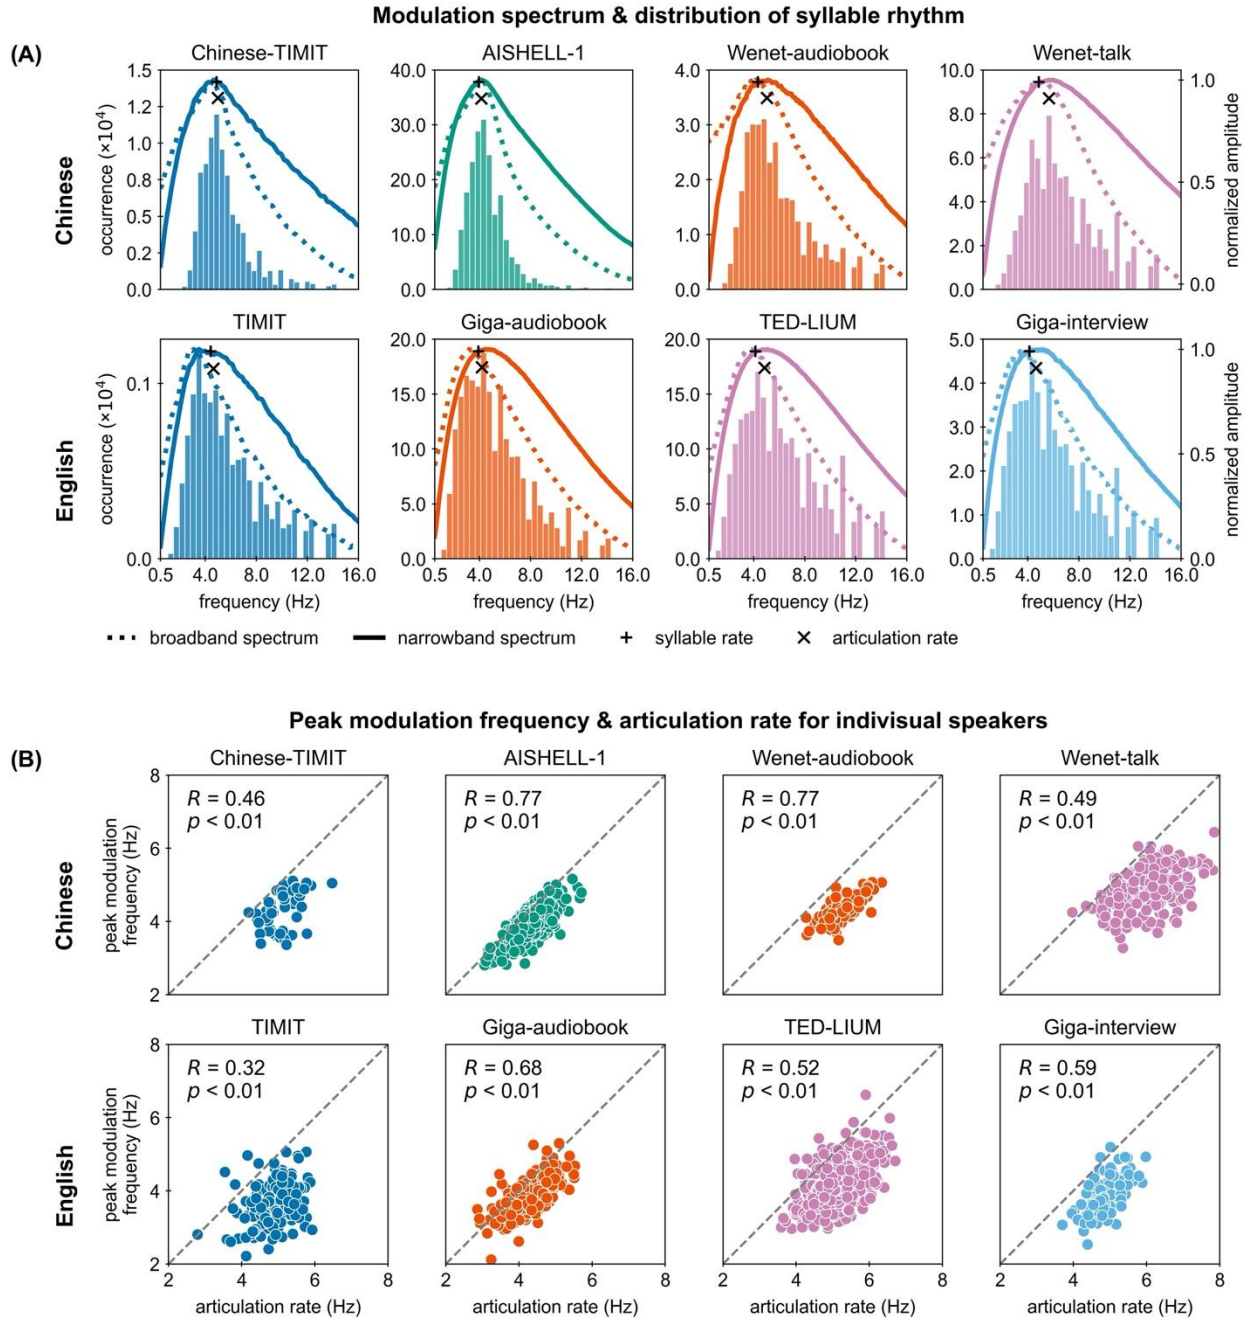 Modulation spectrum & distribution of syllable rhythm
(A)
Chinese
Chinese-TIMIT
AISHELL-1
Wenet-audiobook
Wenet-talk
occurrence (×10⁴)
1.5
1.2
1.0
0.8
0.5
0.2
0.0
40.0
30.0
20.0
10.0
0.0
4.0
3.0
2.0
1.0
0.0
10.0
8.0
6.0
4.0
2.0
0.0
1.0
0.5
0.0
normalized amplitude
English
TIMIT
Giga-audiobook
TED-LIUM
Giga-interview
occurrence (×10⁴)
0.1
0.0
20.0
15.0
10.0
5.0
0.0
20.0
15.0
10.0
5.0
0.0
5.0
4.0
3.0
2.0
1.0
0.0
1.0
0.5
0.0
normalized amplitude
0.5 4.0 8.0 12.0 16.0
0.5 4.0 8.0 12.0 16.0
0.5 4.0 8.0 12.0 16.0
0.5 4.0 8.0 12.0 16.0
frequency (Hz)
frequency (Hz)
frequency (Hz)
frequency (Hz)
broadband spectrum
narrowband spectrum
+ syllable rate
× articulation rate
Peak modulation frequency & articulation rate for indivisual speakers
(B)
Chinese
Chinese-TIMIT
AISHELL-1
Wenet-audiobook
Wenet-talk
peak modulation
frequency (Hz)
8
6
4
2
R = 0.46
p < 0.01
R = 0.77
p < 0.01
R = 0.77
p < 0.01
R = 0.49
p < 0.01
English
TIMIT
Giga-audiobook
TED-LIUM
Giga-interview
peak modulation
frequency (Hz)
8
6
4
2
R = 0.32
p < 0.01
R = 0.68
p < 0.01
R = 0.52
p < 0.01
R = 0.59
p < 0.01
2 4 6 8
2 4 6 8
2 4 6 8
2 4 6 8
articulation rate (Hz)
articulation rate (Hz)
articulation rate (Hz)
articulation rate (Hz)